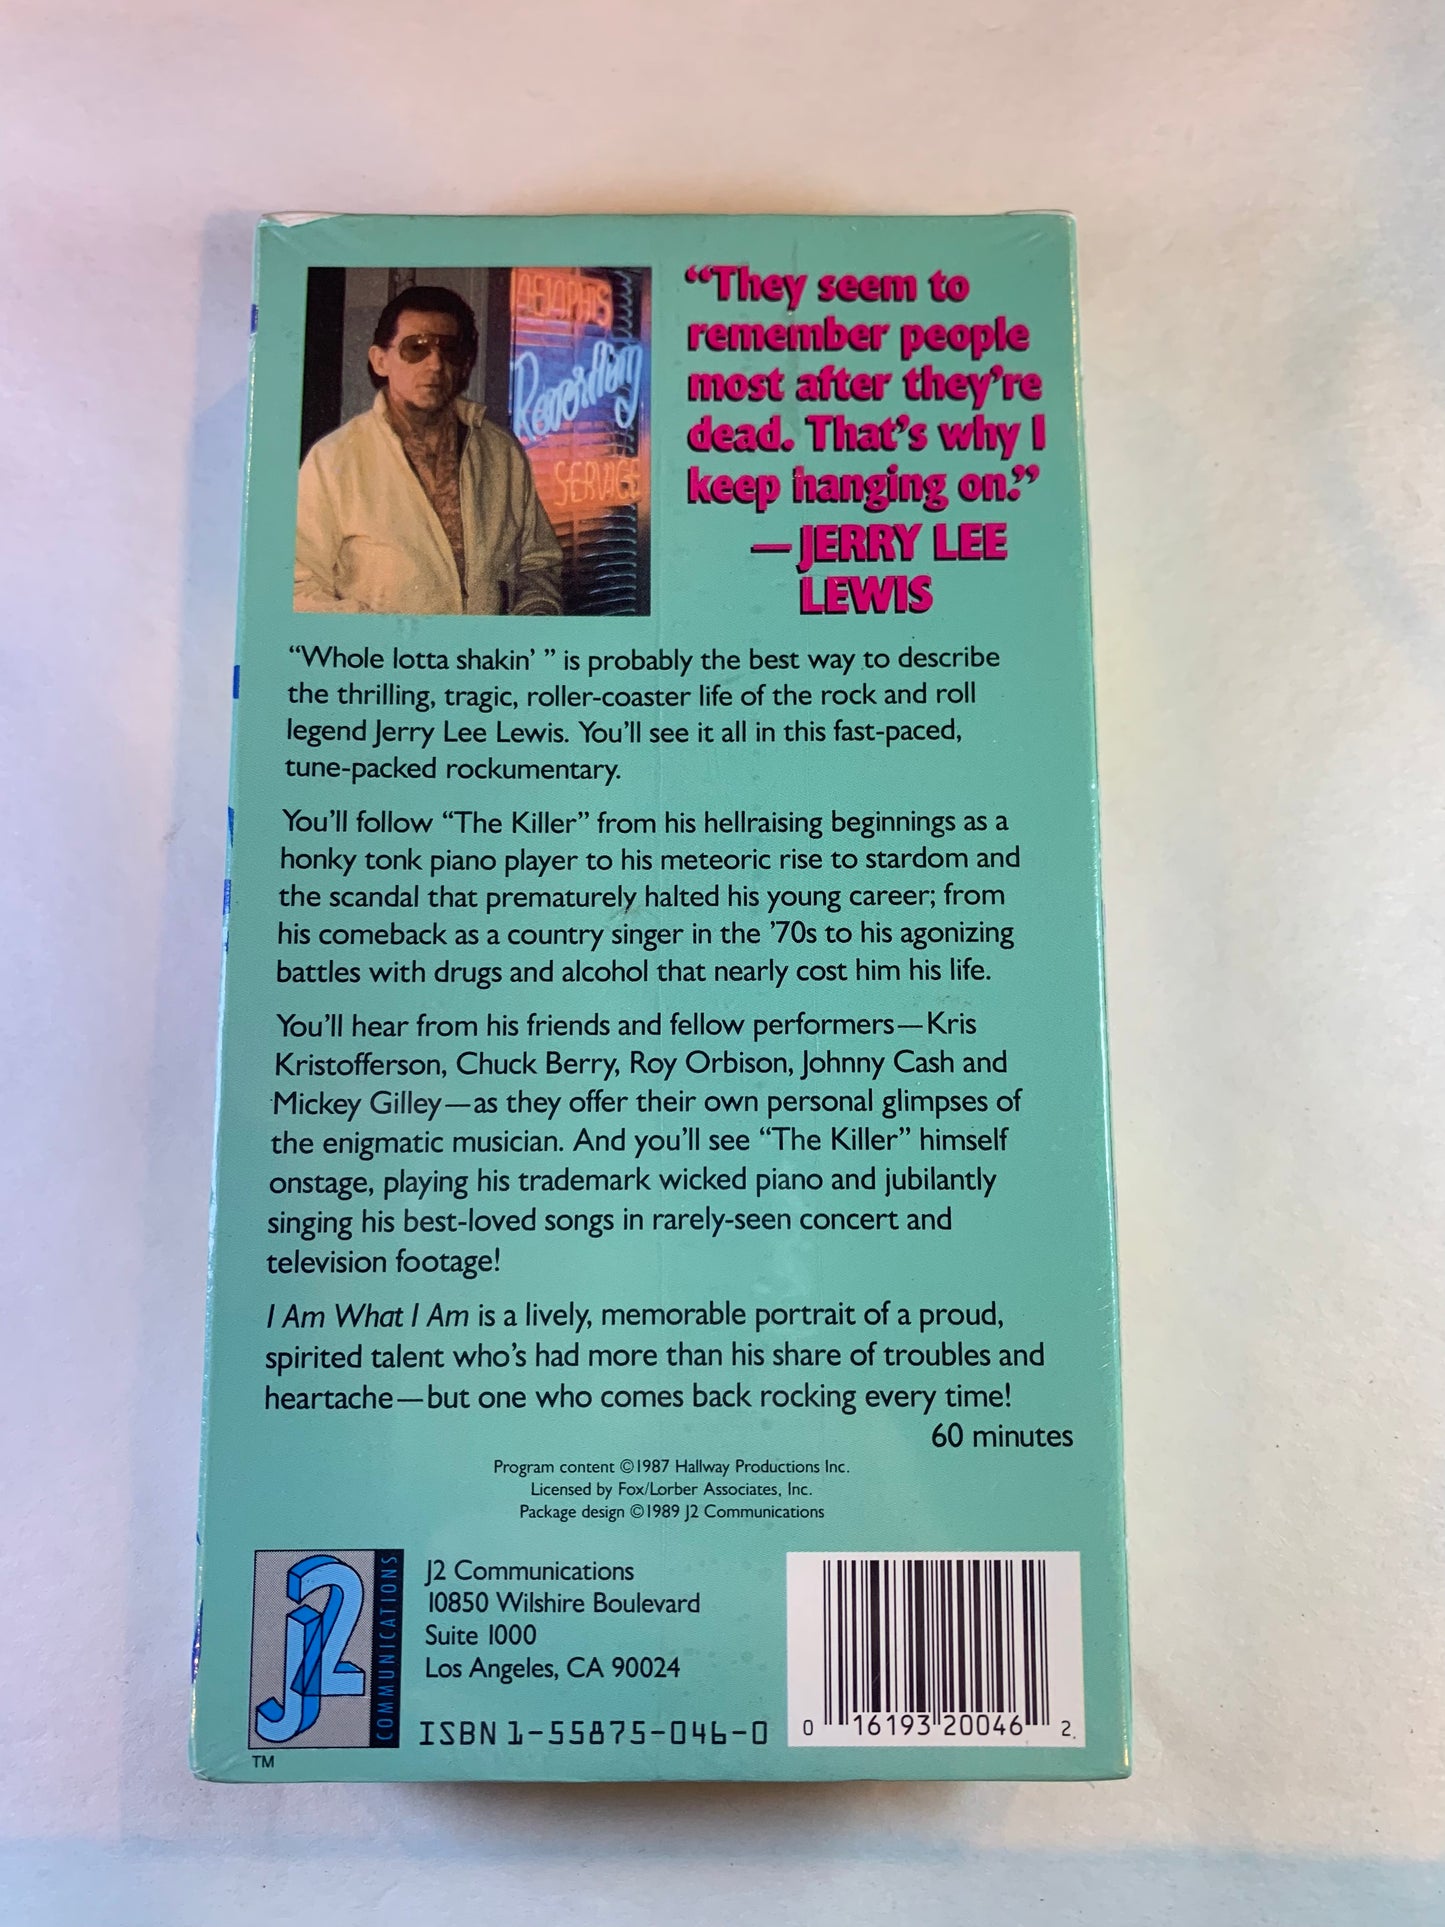 MEMPHIS
Recording
SERVICE
“They seem to
remember people
most after they’re
dead. That’s why I
keep hanging on.”
—JERRY LEE
LEWIS
“Whole lotta shakin’ ” is probably the best way to describe
the thrilling, tragic, roller-coaster life of the rock and roll
legend Jerry Lee Lewis. You’ll see it all in this fast-paced,
tune-packed rockumentary.
You’ll follow “The Killer” from his hellraising beginnings as a
honky tonk piano player to his meteoric rise to stardom and
the scandal that prematurely halted his young career; from
his comeback as a country singer in the ’70s to his agonizing
battles with drugs and alcohol that nearly cost him his life.
You’ll hear from his friends and fellow performers—Kris
Kristofferson, Chuck Berry, Roy Orbison, Johnny Cash and
Mickey Gilley—as they offer their own personal glimpses of
the enigmatic musician. And you’ll see “The Killer” himself
onstage, playing his trademark wicked piano and jubilantly
singing his best-loved songs in rarely-seen concert and
television footage!
I Am What I Am is a lively, memorable portrait of a proud,
spirited talent who’s had more than his share of troubles and
heartache—but one who comes back rocking every time!
60 minutes
Program content ©1987 Hallway Productions Inc.
Licensed by Fox/Lorber Associates, Inc.
Package design ©1989 J2 Communications
J2
COMMUNICATIONS
TM
J2 Communications
10850 Wilshire Boulevard
Suite 1000
Los Angeles, CA 90024
ISBN 1-55875-046-0
0 16193 20046 2